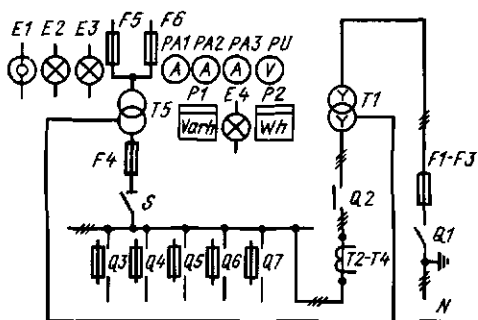 E1 E2 E3 F5 F6
PA1 PA2 PA3 PU
A A A V
P1 E4 P2
Varh Wh
T5
T1
Y
Y
F4
F1-F3
S
Q2
Q1
Q3 Q4 Q5 Q6 Q7
T2-T4
N